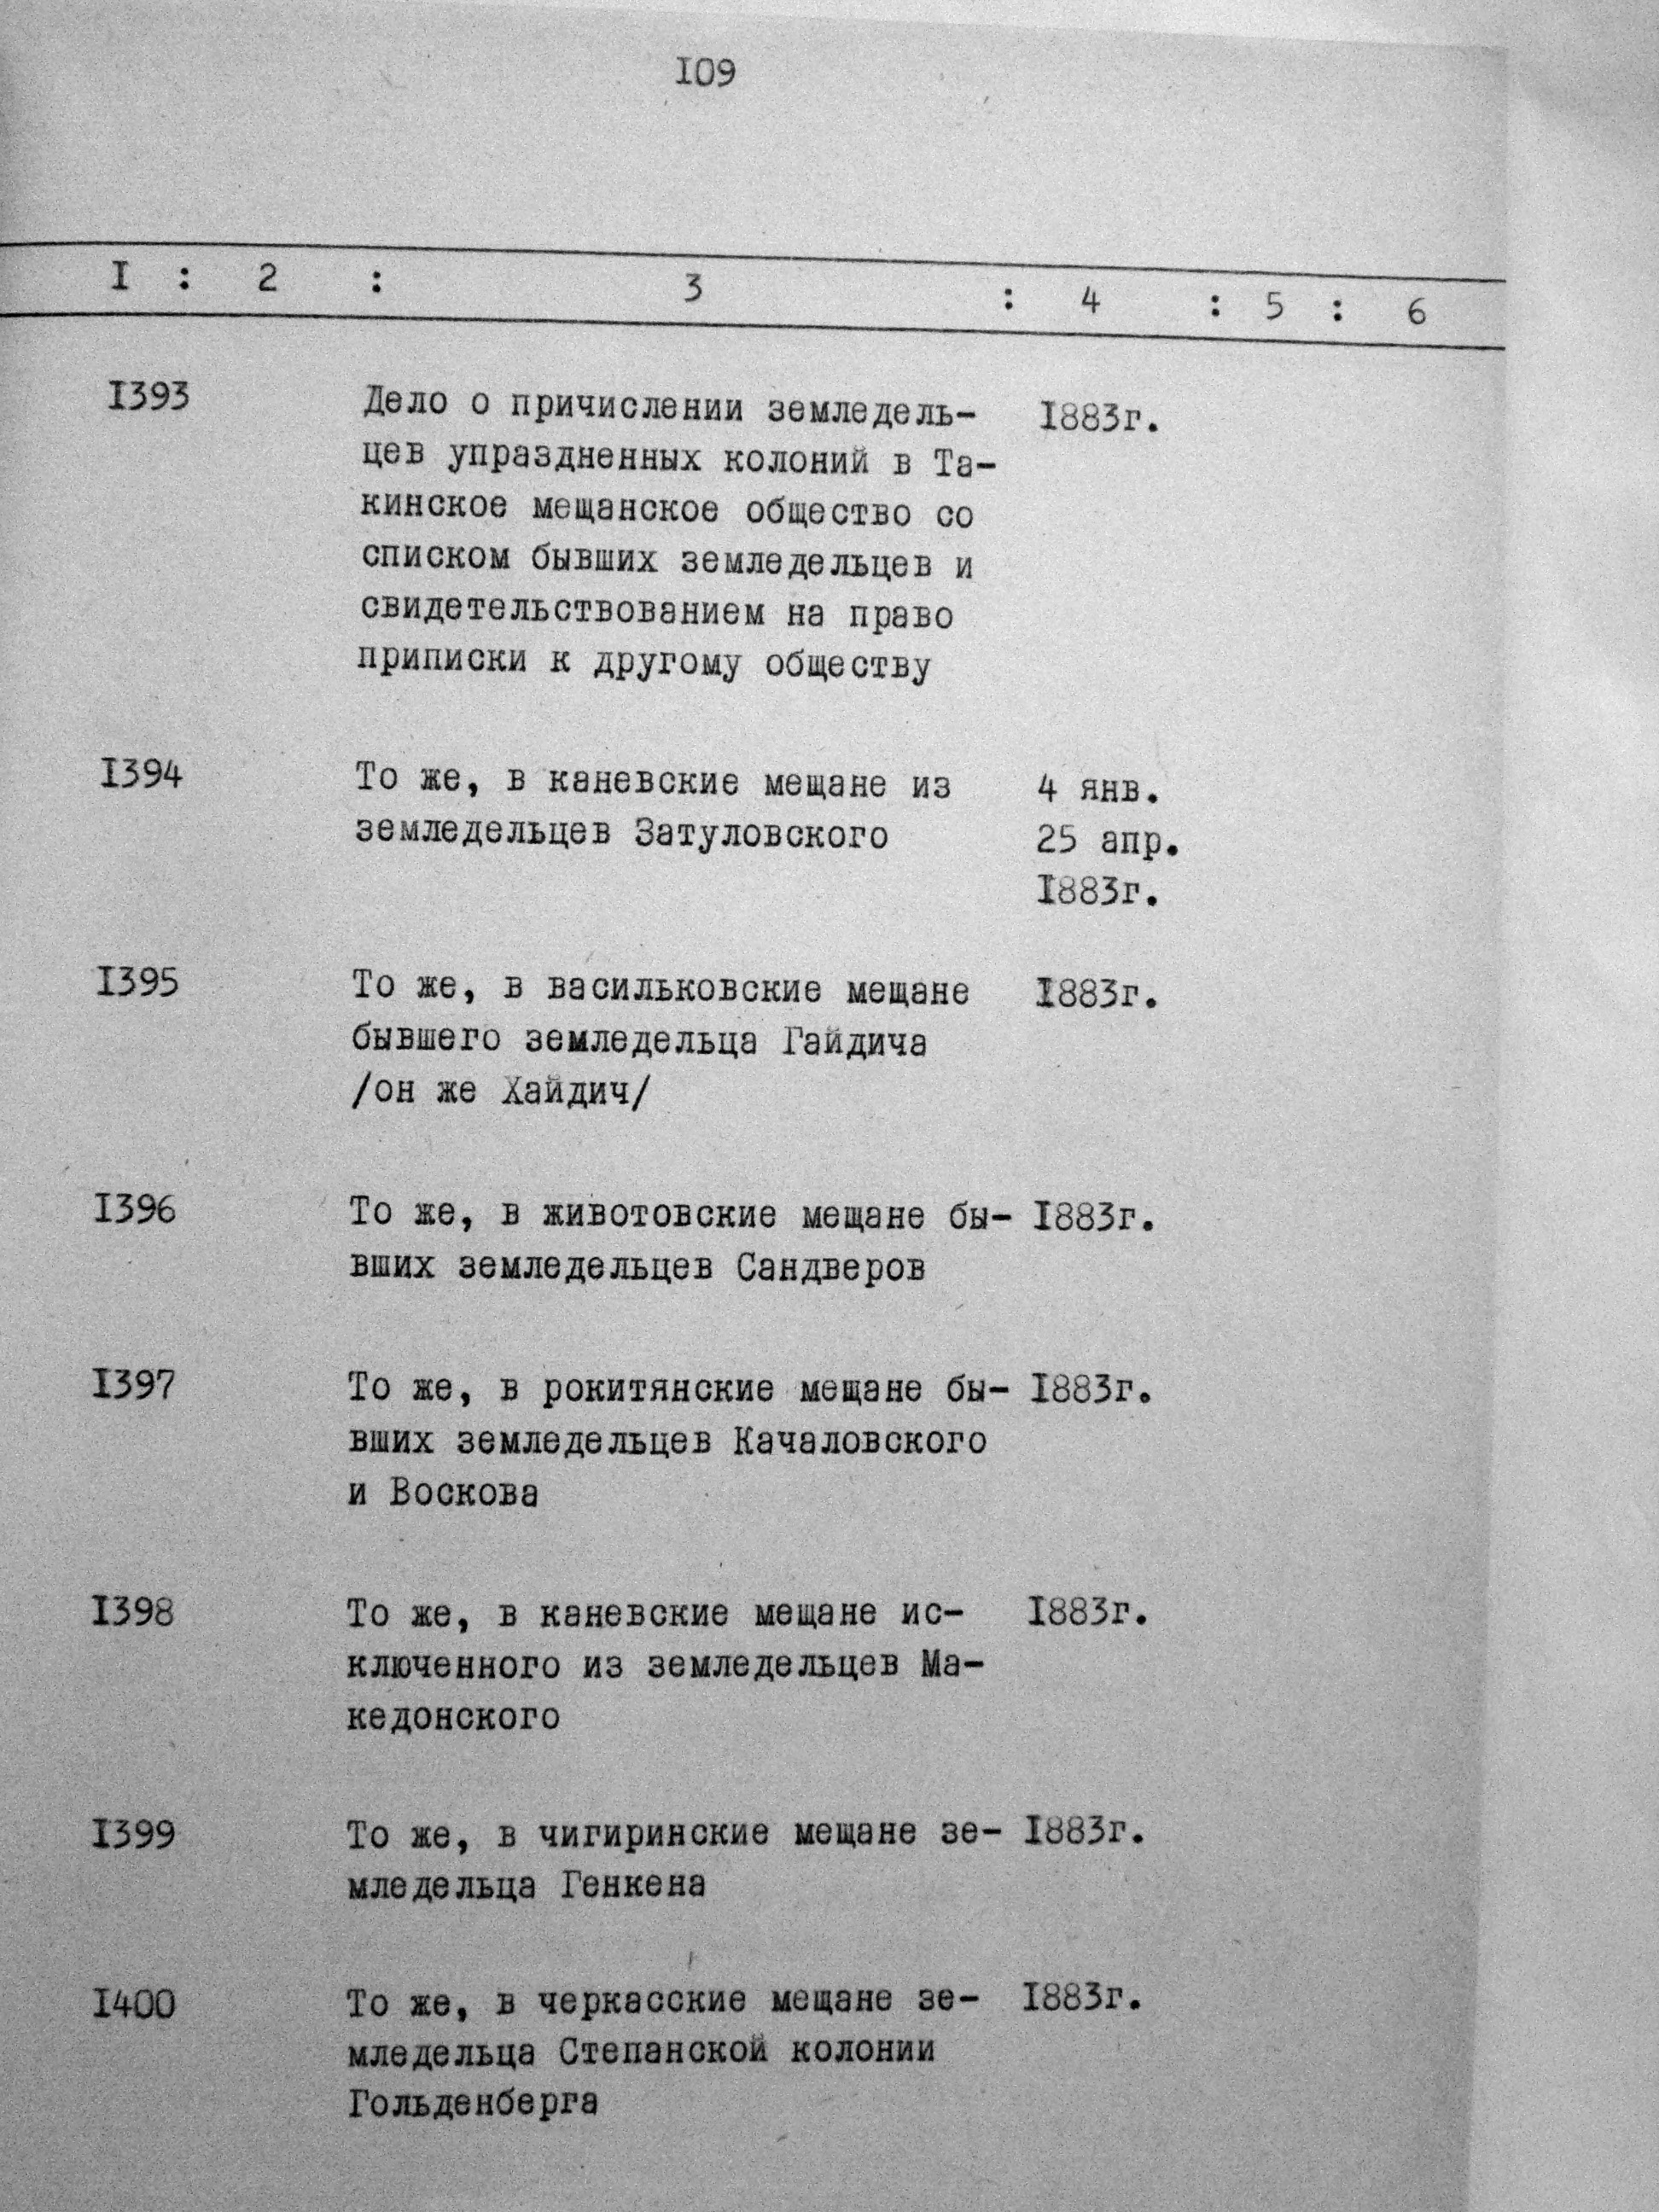 I09
I : 2 : 3 : 4 : 5 : 6
I393 Дело о причислении земледель- I883г.
цев упраздненных колоний в Та-
кинское мещанское общество со
списком бывших земледельцев и
свидетельствованием на право
приписки к другому обществу
I394 То же, в каневские мещане из 4 янв.
земледельцев Затуловского 25 апр.
I883г.
I395 То же, в васильковские мещане I883г.
бывшего земледельца Гайдича
/он же Хайдич/
I396 То же, в животовские мещане бы- I883г.
вших земледельцев Сандверов
I397 То же, в рокитянские мещане бы- I883г.
вших земледельцев Качаловского
и Воскова
I398 То же, в каневские мещане ис- I883г.
ключенного из земледельцев Ма-
кедонского
I399 То же, в чигиринские мещане зе- I883г.
мледельца Генкена
I400 То же, в черкасские мещане зе- I883г.
мледельца Степанской колонии
Гольденберга